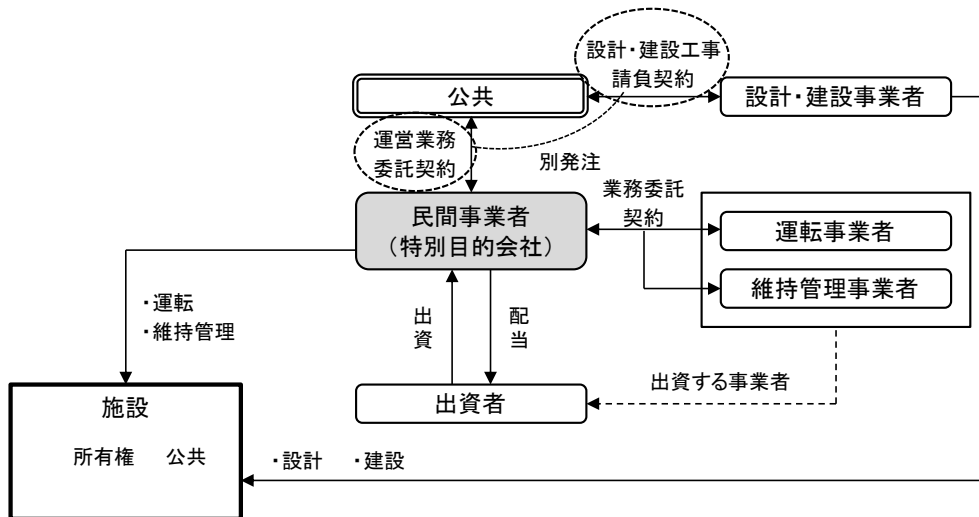 設計・建設工事
請負契約
公共
設計・建設事業者
運営業務
委託契約
別発注
業務委託
契約
民間事業者
（特別目的会社）
運転事業者
維持管理事業者
・運転
・維持管理
出資
配当
出資する事業者
出資者
施設
所有権　公共
・設計　・建設